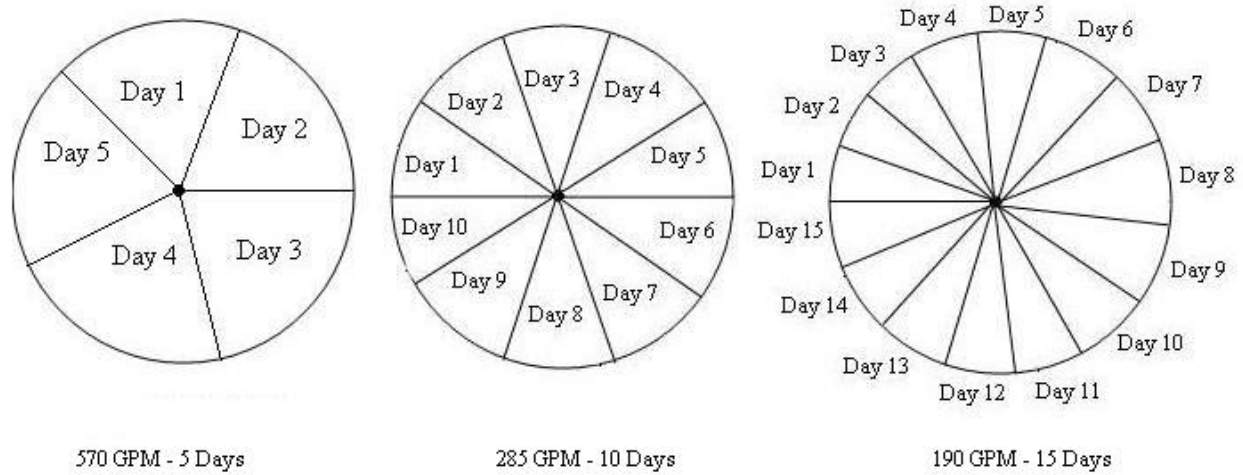 Day 1
Day 2
Day 3
Day 4
Day 5
570 GPM - 5 Days
Day 1
Day 2
Day 3
Day 4
Day 5
Day 6
Day 7
Day 8
Day 9
Day 10
285 GPM - 10 Days
Day 1
Day 2
Day 3
Day 4
Day 5
Day 6
Day 7
Day 8
Day 9
Day 10
Day 11
Day 12
Day 13
Day 14
Day 15
190 GPM - 15 Days